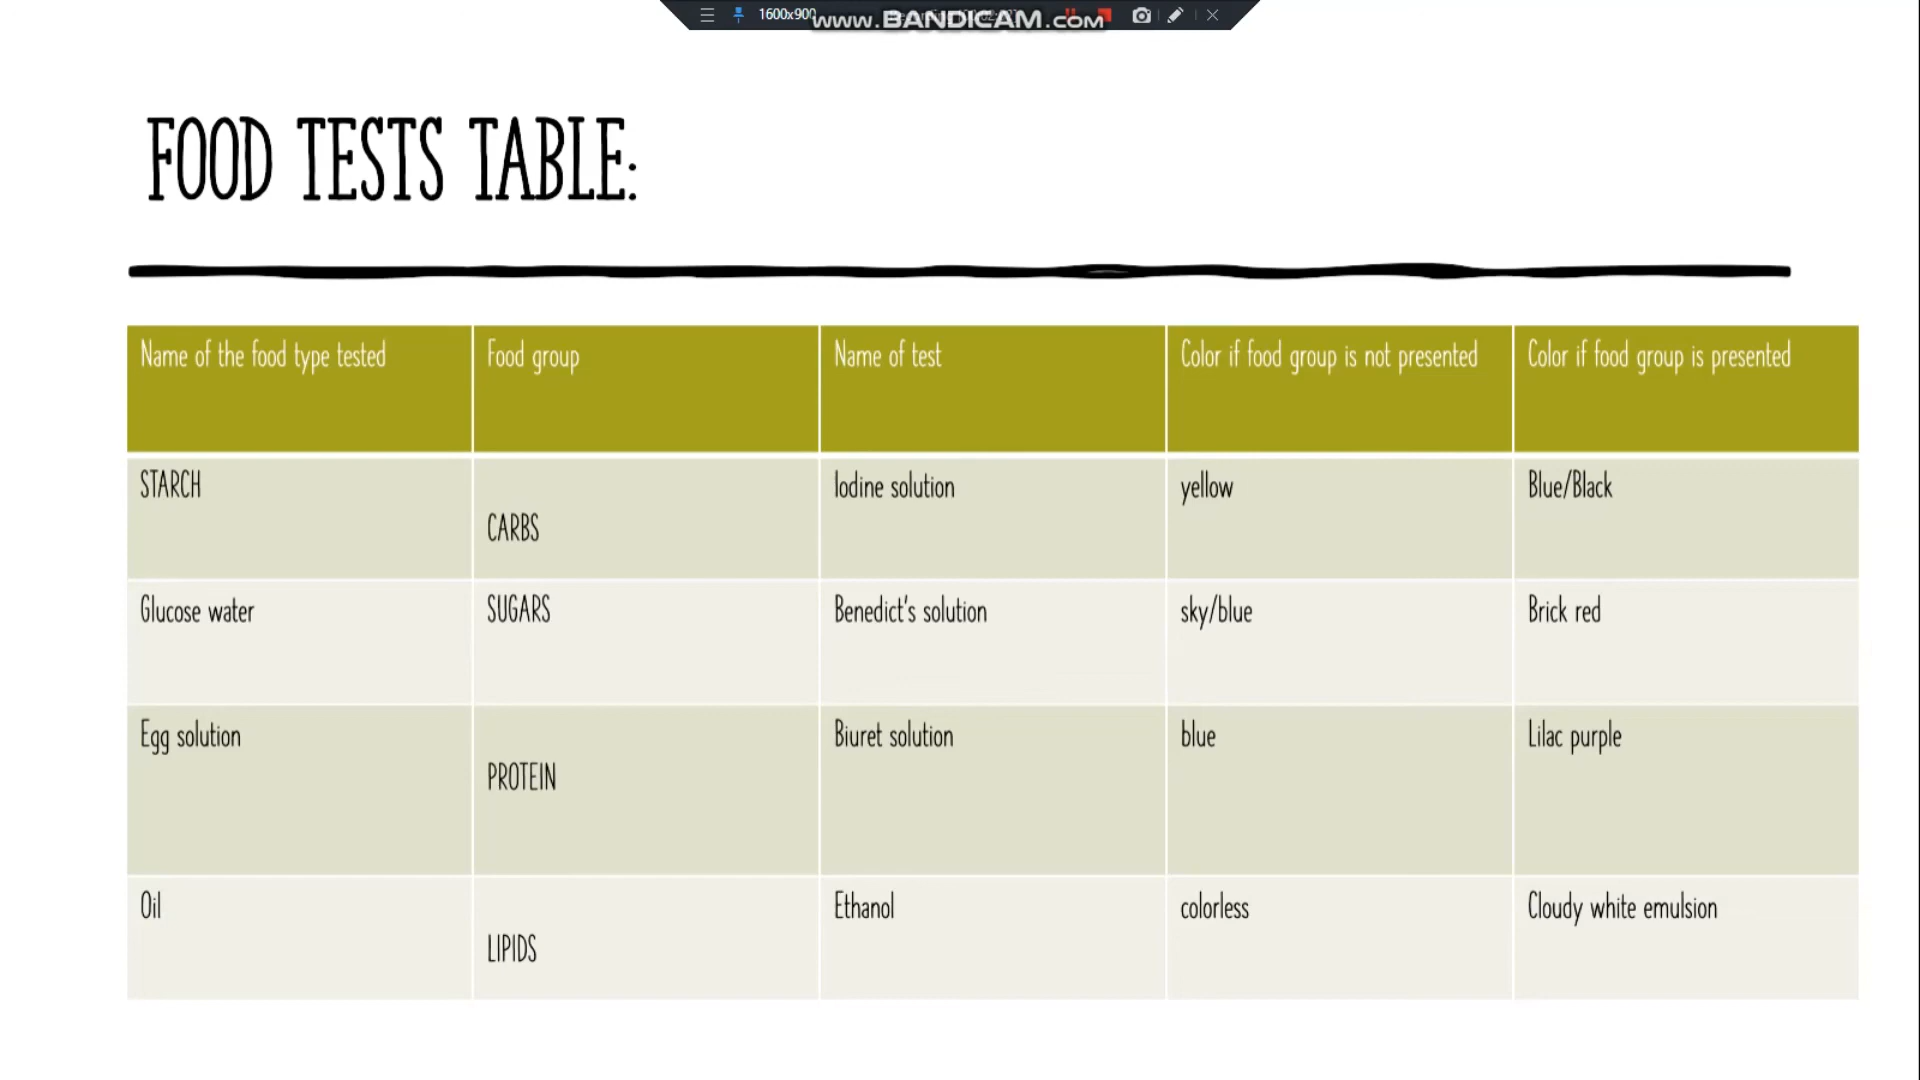 1600x900
www.BANDICAM.com
FOOD TESTS TABLE:
Name of the food type tested
Food group
Name of test
Color if food group is not presented
Color if food group is presented
STARCH
CARBS
Iodine solution
yellow
Blue/Black
Glucose water
SUGARS
Benedict's solution
sky/blue
Brick red
Egg solution
PROTEIN
Biuret solution
blue
Lilac purple
Oil
LIPIDS
Ethanol
colorless
Cloudy white emulsion